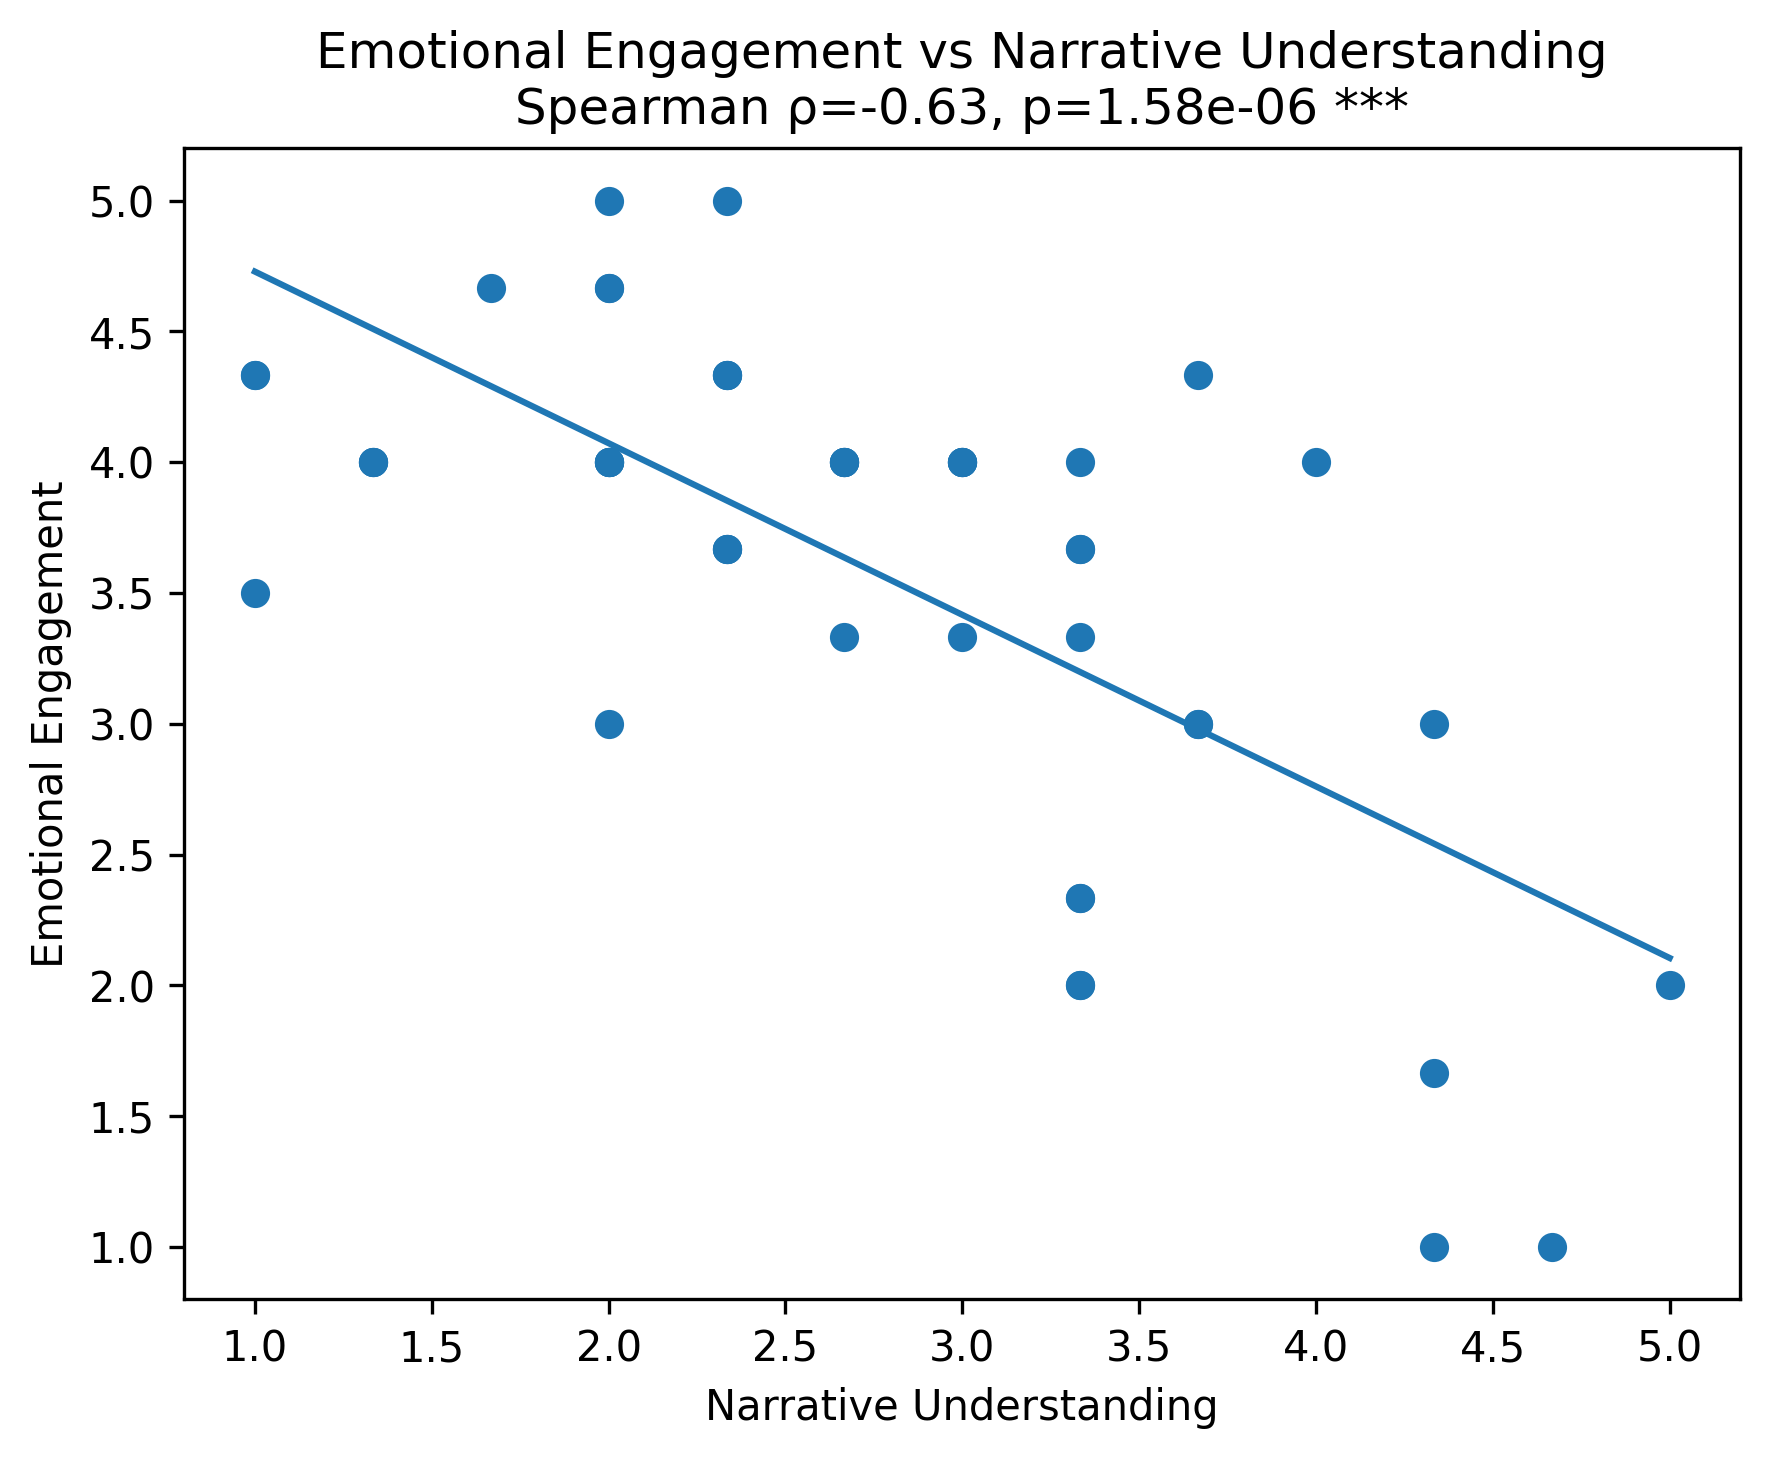 Emotional Engagement vs Narrative Understanding
Spearman ρ=-0.63, p=1.58e-06 ***
Emotional Engagement
5.0
4.5
4.0
3.5
3.0
2.5
2.0
1.5
1.0
1.0 1.5 2.0 2.5 3.0 3.5 4.0 4.5 5.0
Narrative Understanding